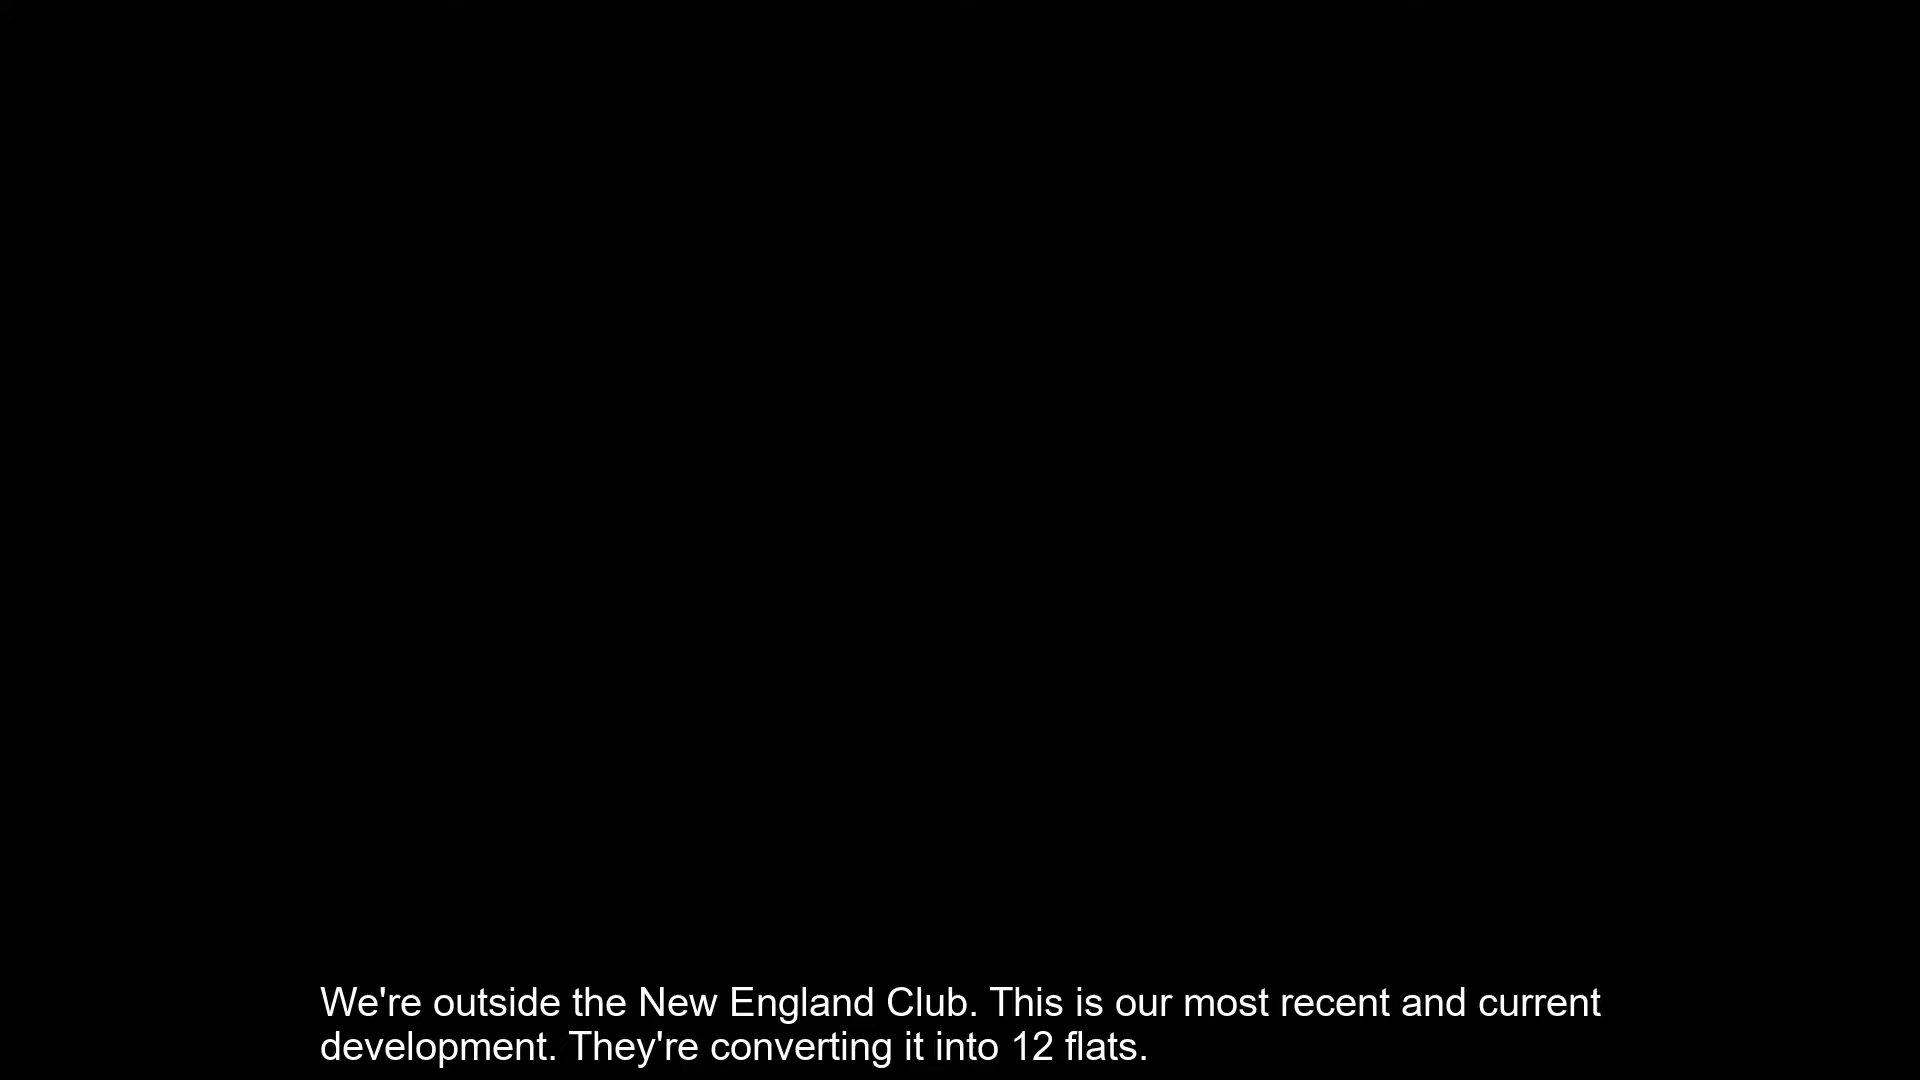 We're outside the New England Club. This is our most recent and current
development. They're converting it into 12 flats.